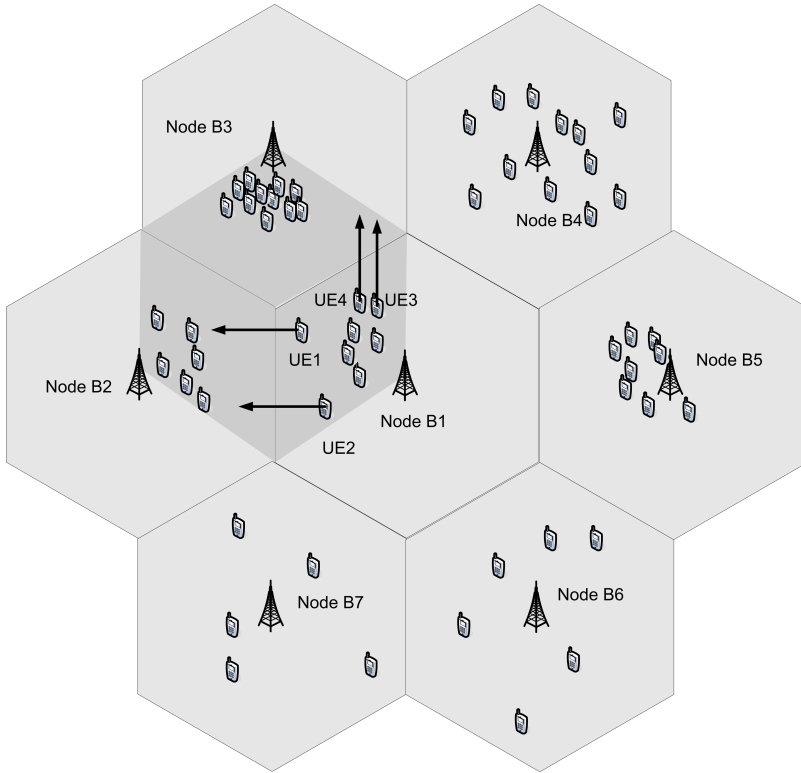 Node B3
Node B4
UE4
UE3
UE1
Node B5
Node B2
Node B1
UE2
Node B6
Node B7